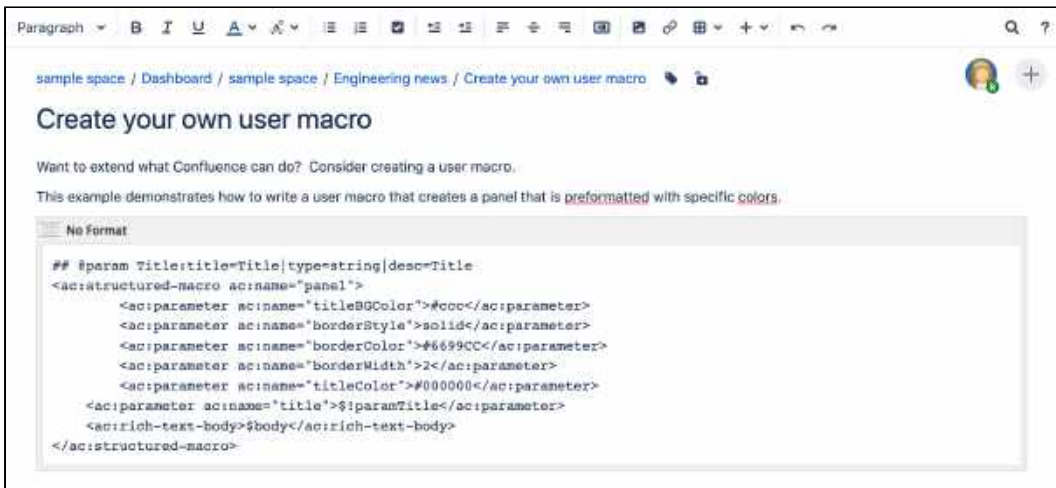 Paragraph B I U A ?
sample space / Dashboard / sample space / Engineering news / Create your own user macro
Create your own user macro
Want to extend what Confluence can do? Consider creating a user macro.
This example demonstrates how to write a user macro that creates a panel that is preformatted with specific colors.
No Format
## @param Title:title=Title|type=string|desc=Title
<ac:structured-macro ac:name="panel">
<ac:parameter ac:name="titleBGColor">#ccc</ac:parameter>
<ac:parameter ac:name="borderStyle">solid</ac:parameter>
<ac:parameter ac:name="borderColor">#6699CC</ac:parameter>
<ac:parameter ac:name="borderWidth">2</ac:parameter>
<ac:parameter ac:name="titleColor">#000000</ac:parameter>
<ac:parameter ac:name="title">$!paramTitle</ac:parameter>
<ac:rich-text-body>$body</ac:rich-text-body>
</ac:structured-macro>